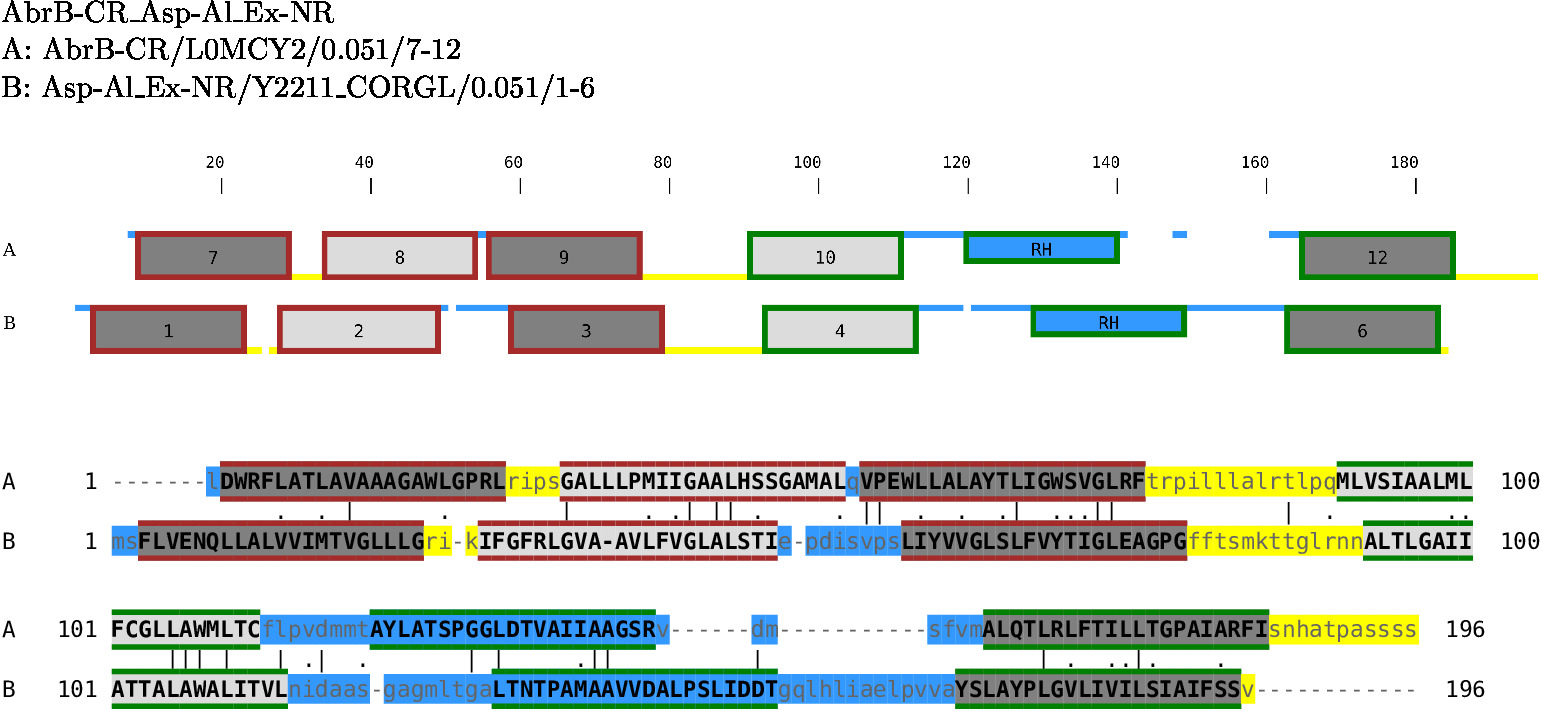 AbrB-CR_Asp-Al_Ex-NR
A: AbrB-CR/L0MCY2/0.051/7-12
B: Asp-Al_Ex-NR/Y2211_CORGL/0.051/1-6
20 40 60 80 100 120 140 160 180
A 7 8 9 10 RH 12
B 1 2 3 4 RH 6
A 1 -------lDWRFLATLAVAAAGAWLGPRLripsGALLLPMIIGAALHSSGAMALqVPEWLLALAYTLIGWSVGLRFtrpilllalrtlpqMLVSIAALML 100
B 1 msFLVENQLLALVVIMTVGLLLGri-kIFGFRLGVA-AVLFVGLALSTIe-pdisvpsLIYVVGLSLFVYTIGLEAGPGfftsmkttglrnnALTLGAII 100
A 101 FCGLLAWMLTCflpvdmmtAYLATSPGGLDTVAIIAAGSRv------dm-----------sfvmALQTLRLFTILLTGPAIARFIsnhatpassss 196
B 101 ATTALAWALITVLnidaas-gagmltgaLTNTPAMAAVVDALPSLIDDTgqlhliaelpvvaYSLAYPLGVLIVILSIAIFSSv------------ 196